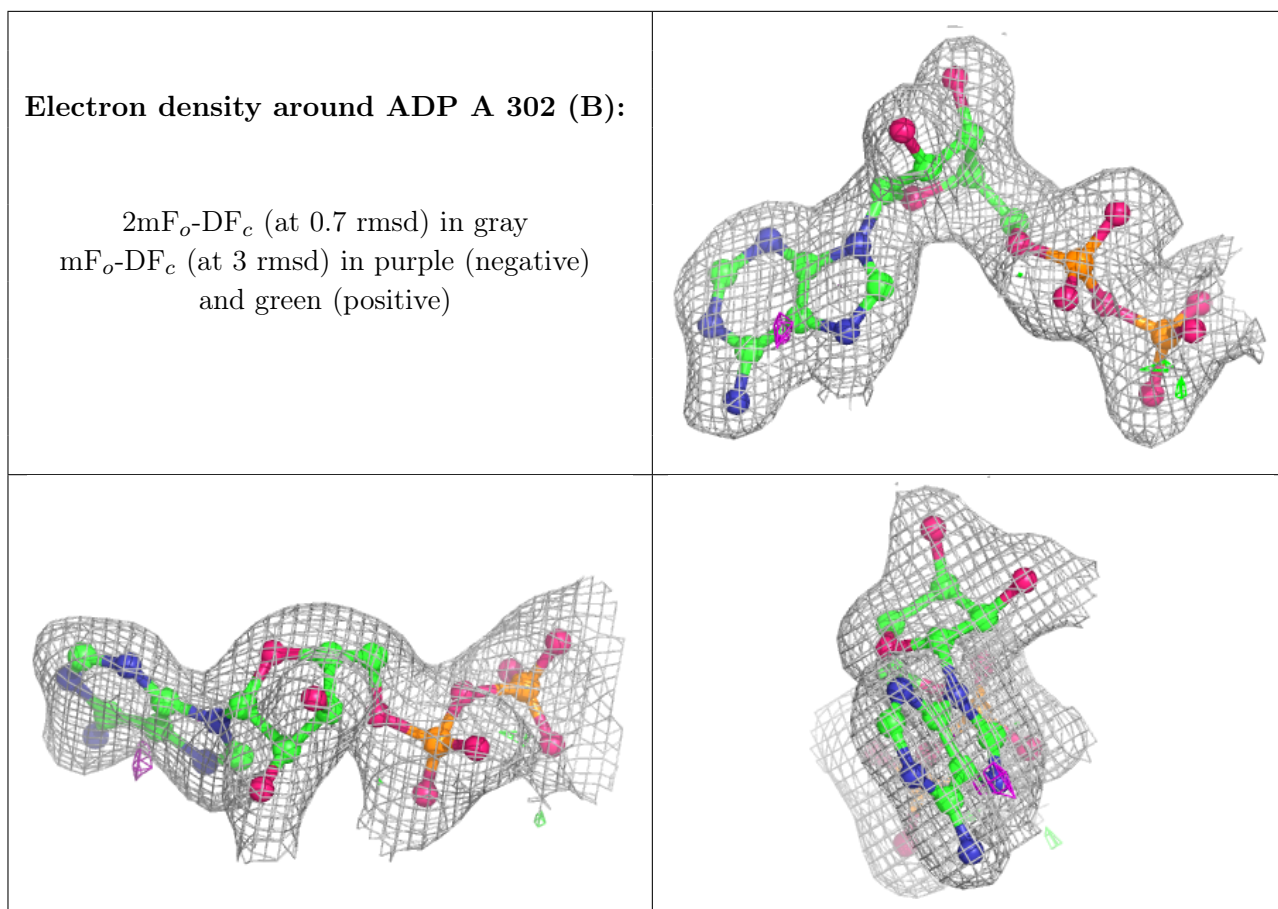 Electron density around ADP A 302 (B):
2mFo-DFc (at 0.7 rmsd) in gray
mFo-DFc (at 3 rmsd) in purple (negative)
and green (positive)